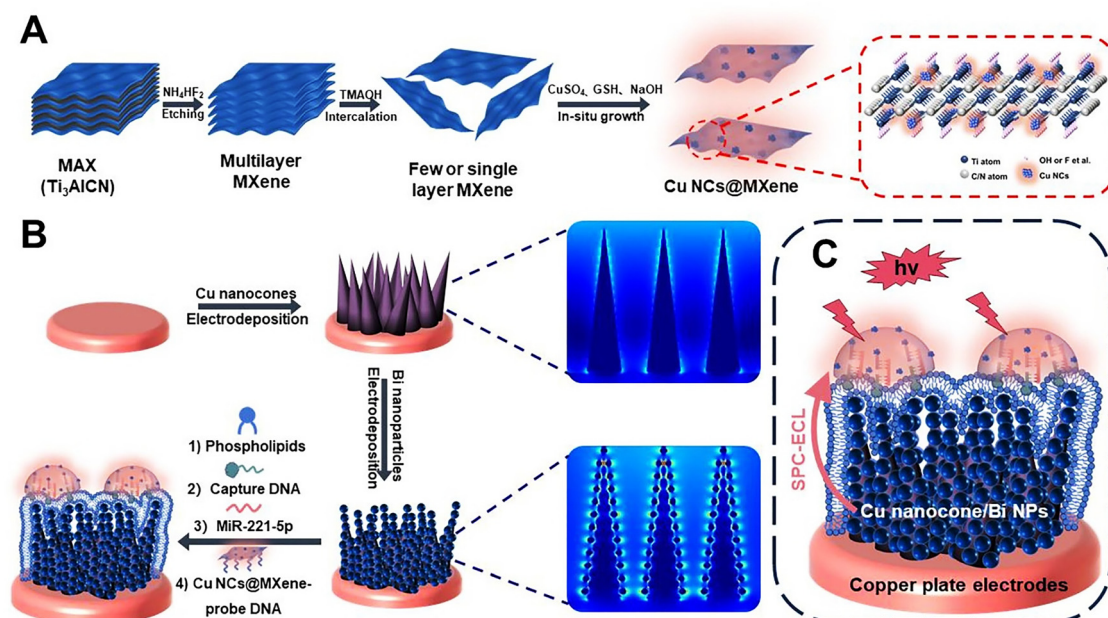 A
NH4HF2
Etching
TMAOH
Intercalation
CuSO4、GSH、NaOH
In-situ growth
MAX
(Ti3AlCN)
Multilayer
MXene
Few or single
layer MXene
Cu NCs@MXene
Ti atom
OH or F et al.
C/N atom
Cu NCs
B
Cu nanocones
Electrodeposition
Bi nanoparticles
Electrodeposition
1) Phospholipids
2) Capture DNA
3) MiR-221-5p
4) Cu NCs@MXene-
probe DNA
C
hv
SPC-ECL
Cu nanocone/Bi NPs
Copper plate electrodes